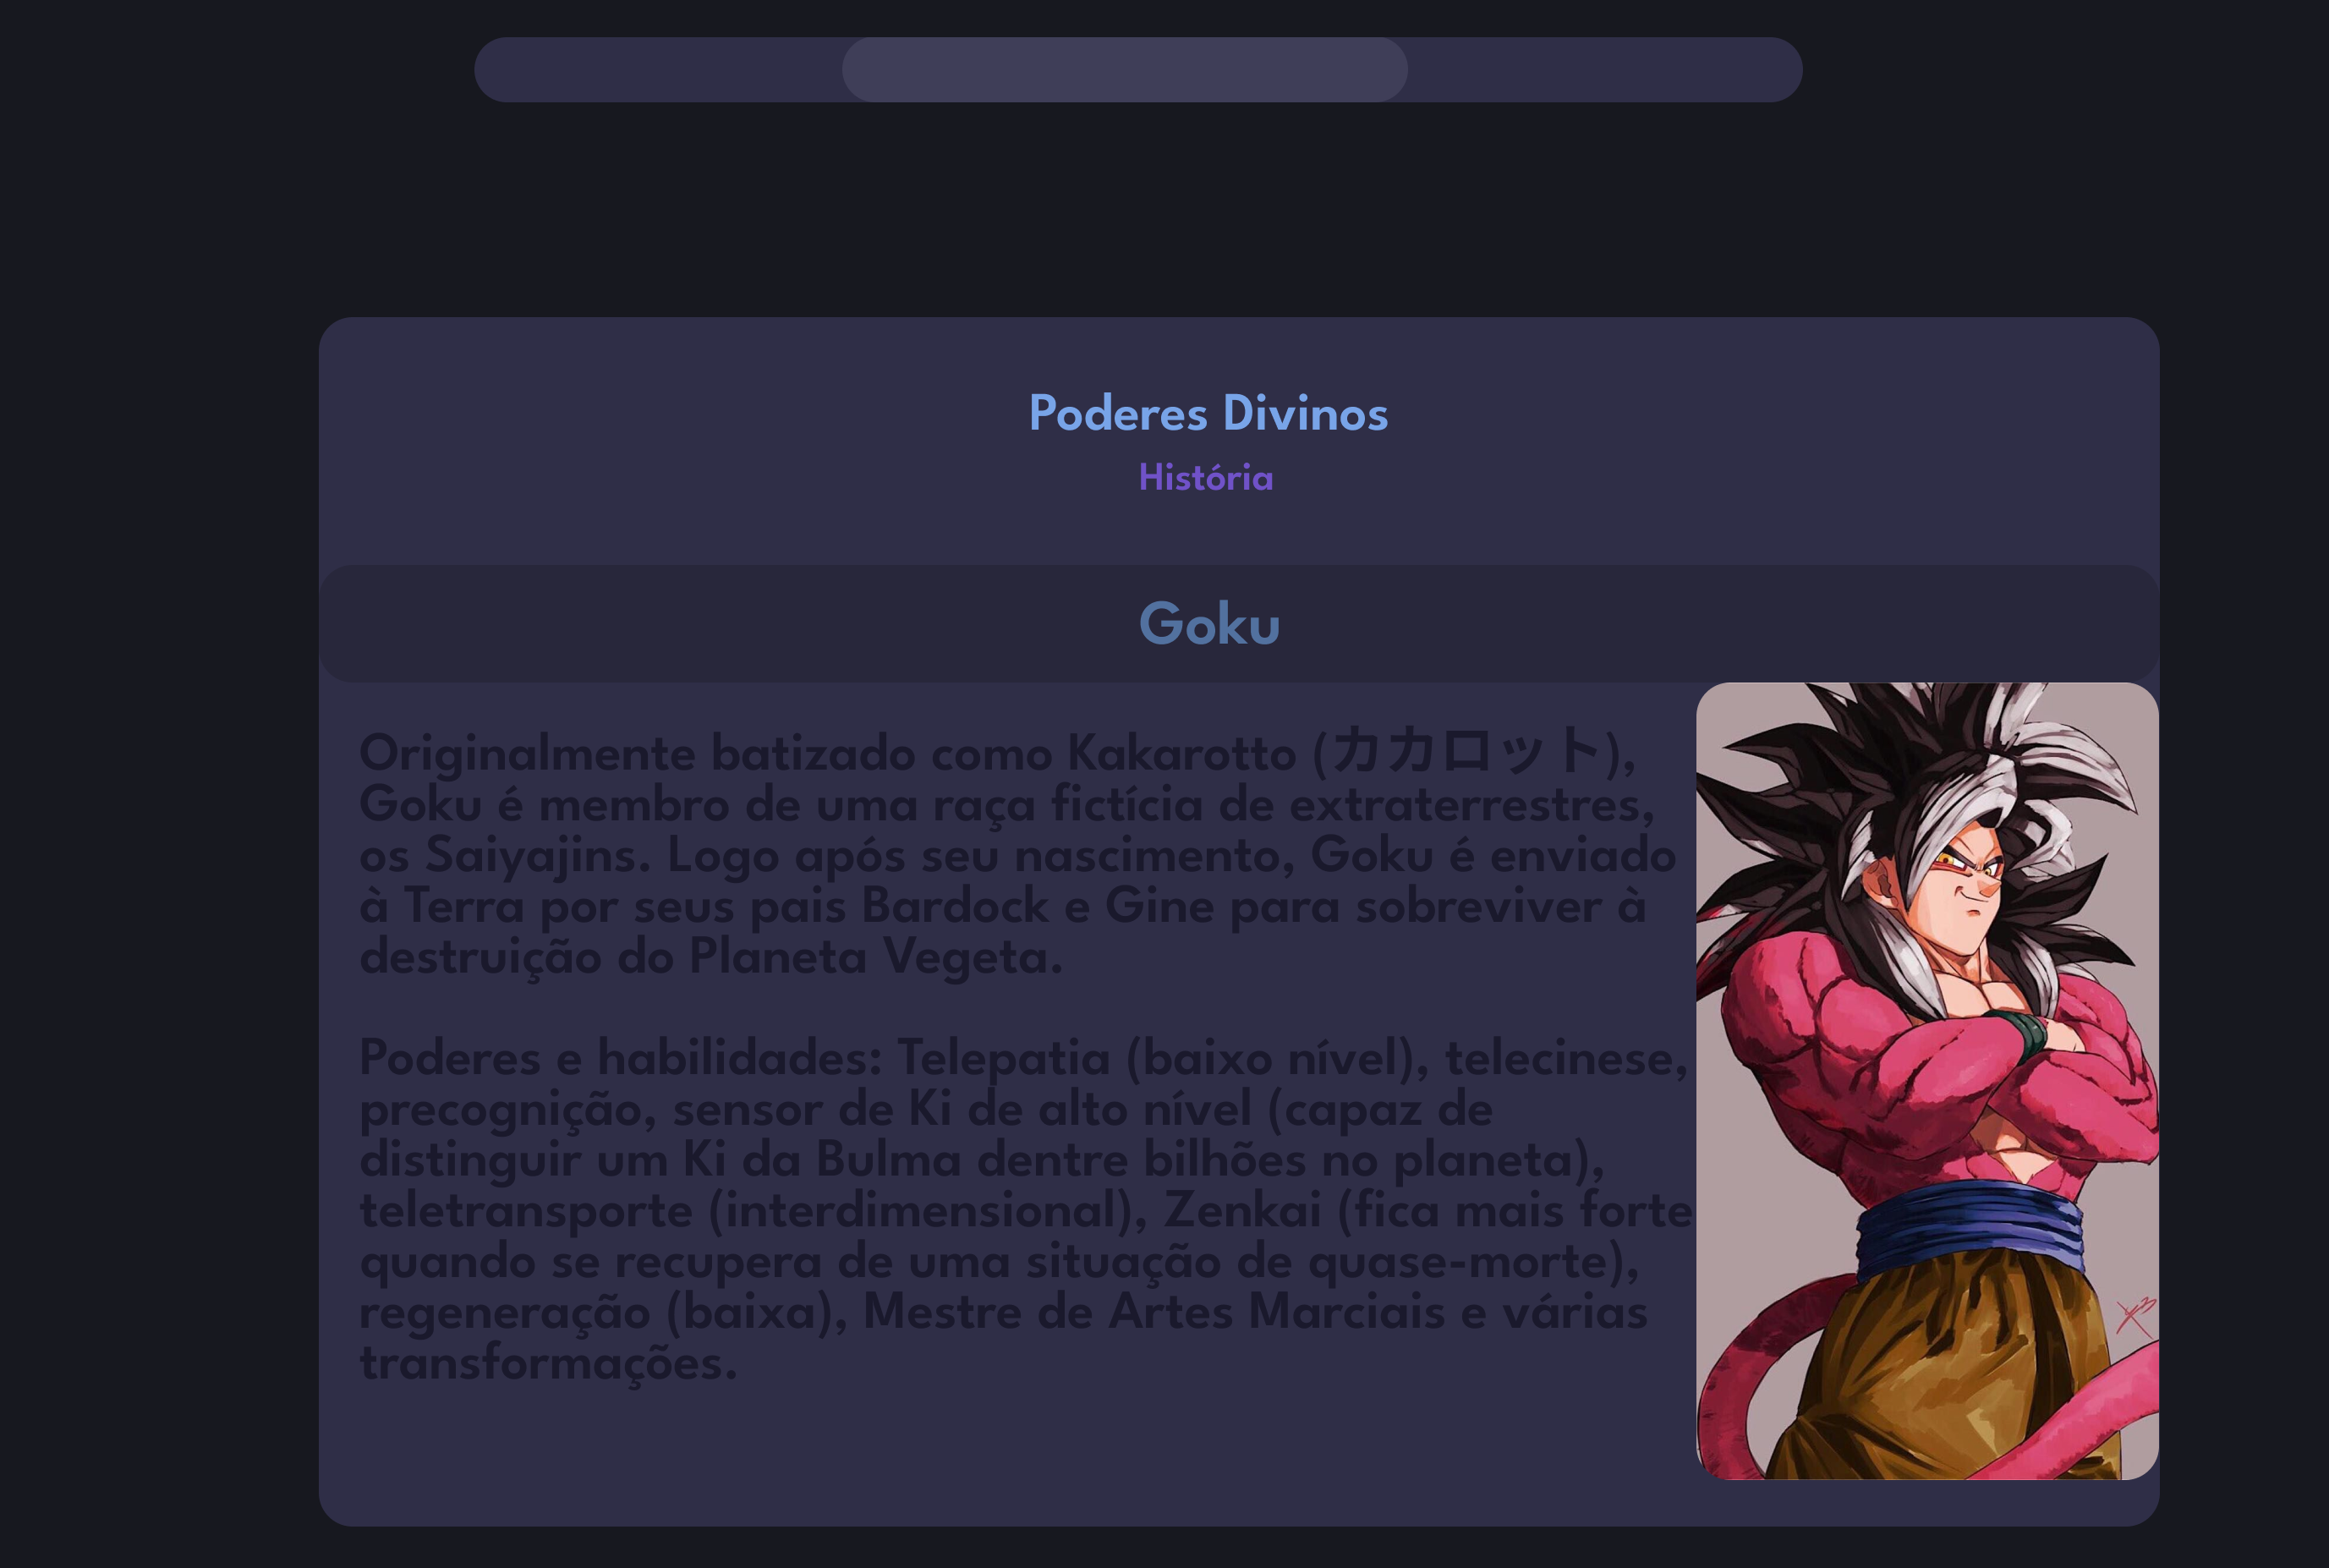 Poderes Divinos
História
Goku
Originalmente batizado como Kakarotto (カカロット),
Goku é membro de uma raça fictícia de extraterrestres,
os Saiyajins. Logo após seu nascimento, Goku é enviado
à Terra por seus pais Bardock e Gine para sobreviver à
destruição do Planeta Vegeta.
Poderes e habilidades: Telepatia (baixo nível), telecinese,
precognição, sensor de Ki de alto nível (capaz de
distinguir um Ki da Bulma dentre bilhões no planeta),
teletransporte (interdimensional), Zenkai (fica mais forte
quando se recupera de uma situação de quase-morte),
regeneração (baixa), Mestre de Artes Marciais e várias
transformações.